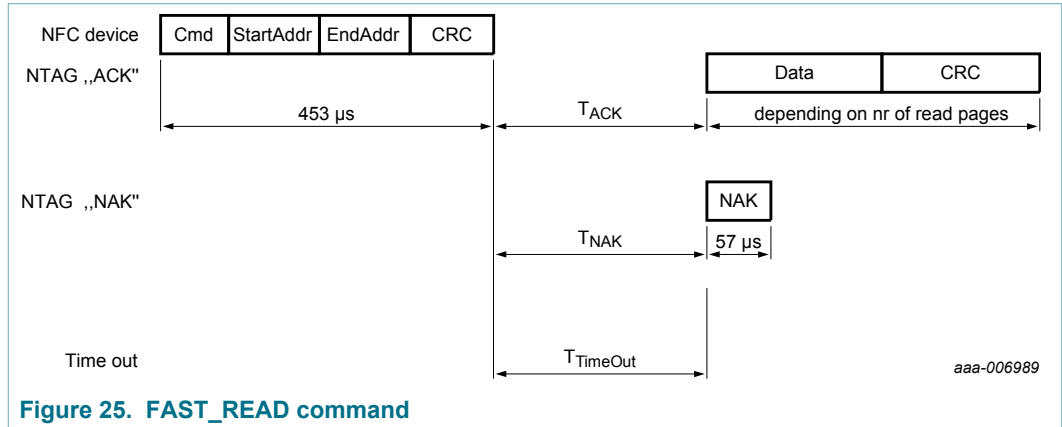 NFC device Cmd StartAddr EndAddr CRC
NTAG ,,ACK" Data CRC
453 µs TACK depending on nr of read pages
NTAG ,,NAK" NAK
TNAK 57 µs
Time out TTimeOut aaa-006989
Figure 25. FAST_READ command